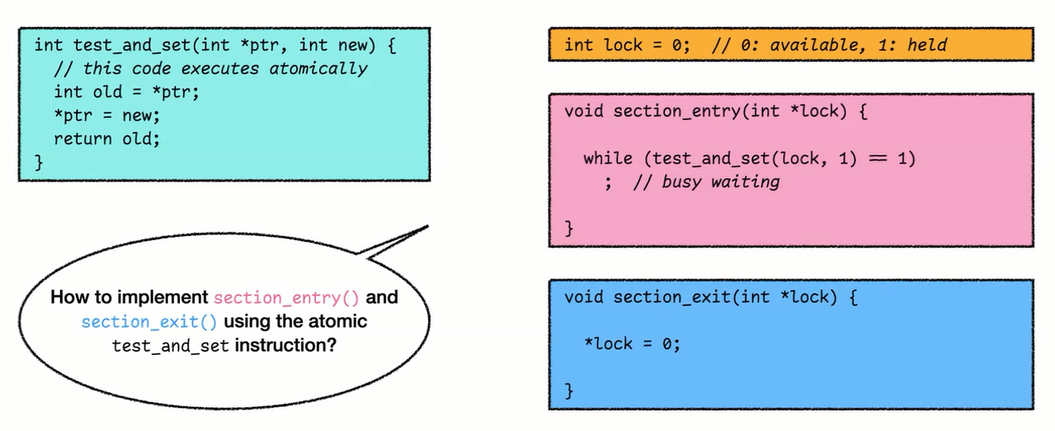 int test_and_set(int *ptr, int new) {
// this code executes atomically
int old = *ptr;
*ptr = new;
return old;
}
How to implement section_entry() and
section_exit() using the atomic
test_and_set instruction?
int lock = 0; // 0: available, 1: held
void section_entry(int *lock) {
while (test_and_set(lock, 1) == 1)
; // busy waiting
}
void section_exit(int *lock) {
*lock = 0;
}